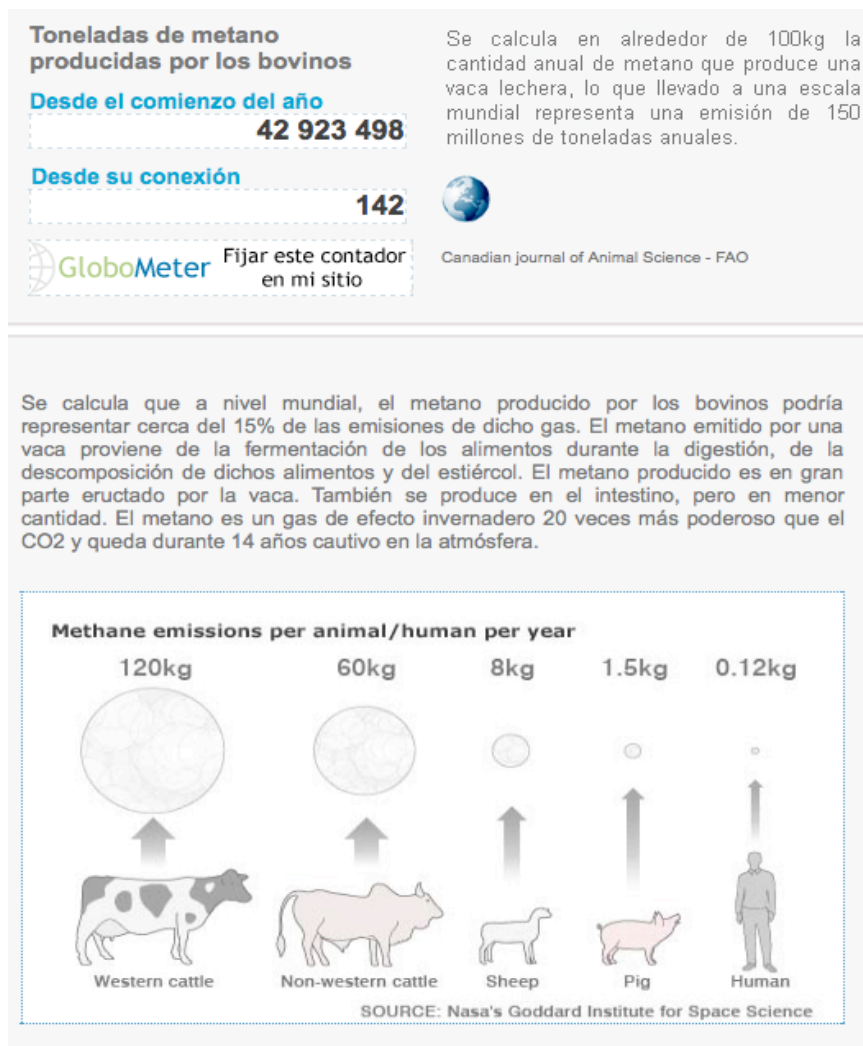 Toneladas de metano
producidas por los bovinos
Desde el comienzo del año
42 923 498
Desde su conexión
142
GloboMeter
Fijar este contador
en mi sitio
Se calcula en alrededor de 100kg la
cantidad anual de metano que produce una
vaca lechera, lo que llevado a una escala
mundial representa una emisión de 150
millones de toneladas anuales.
Canadian journal of Animal Science - FAO
Se calcula que a nivel mundial, el metano producido por los bovinos podría
representar cerca del 15% de las emisiones de dicho gas. El metano emitido por una
vaca proviene de la fermentación de los alimentos durante la digestión, de la
descomposición de dichos alimentos y del estiércol. El metano producido es en gran
parte eructado por la vaca. También se produce en el intestino, pero en menor
cantidad. El metano es un gas de efecto invernadero 20 veces más poderoso que el
CO2 y queda durante 14 años cautivo en la atmósfera.
Methane emissions per animal/human per year
120kg 60kg 8kg 1.5kg 0.12kg
Western cattle Non-western cattle Sheep Pig Human
SOURCE: Nasa's Goddard Institute for Space Science